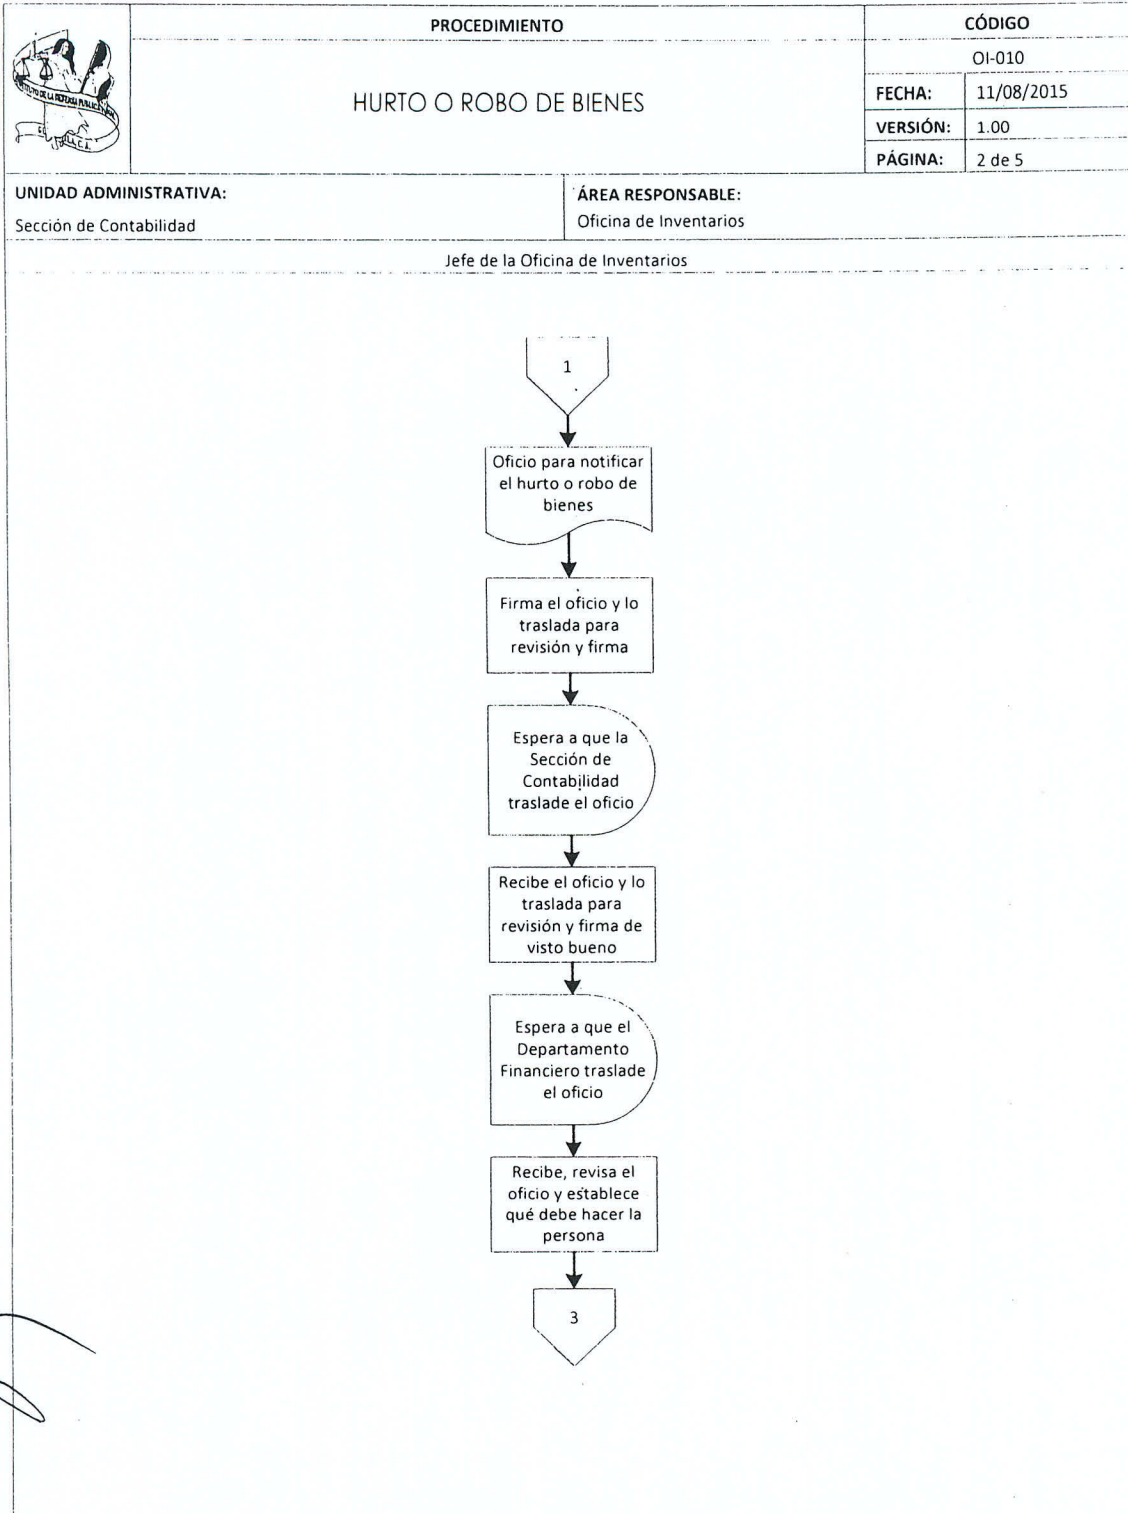 PROCEDIMIENTO
CÓDIGO
HURTO O ROBO DE BIENES
OI-010
FECHA: 11/08/2015
VERSIÓN: 1.00
PÁGINA: 2 de 5
UNIDAD ADMINISTRATIVA:
Sección de Contabilidad
ÁREA RESPONSABLE:
Oficina de Inventarios
Jefe de la Oficina de Inventarios
1
Oficio para notificar
el hurto o robo de
bienes
Firma el oficio y lo
traslada para
revisión y firma
Espera a que la
Sección de
Contabilidad
traslade el oficio
Recibe el oficio y lo
traslada para
revisión y firma de
visto bueno
Espera a que el
Departamento
Financiero traslade
el oficio
Recibe, revisa el
oficio y establece
qué debe hacer la
persona
3